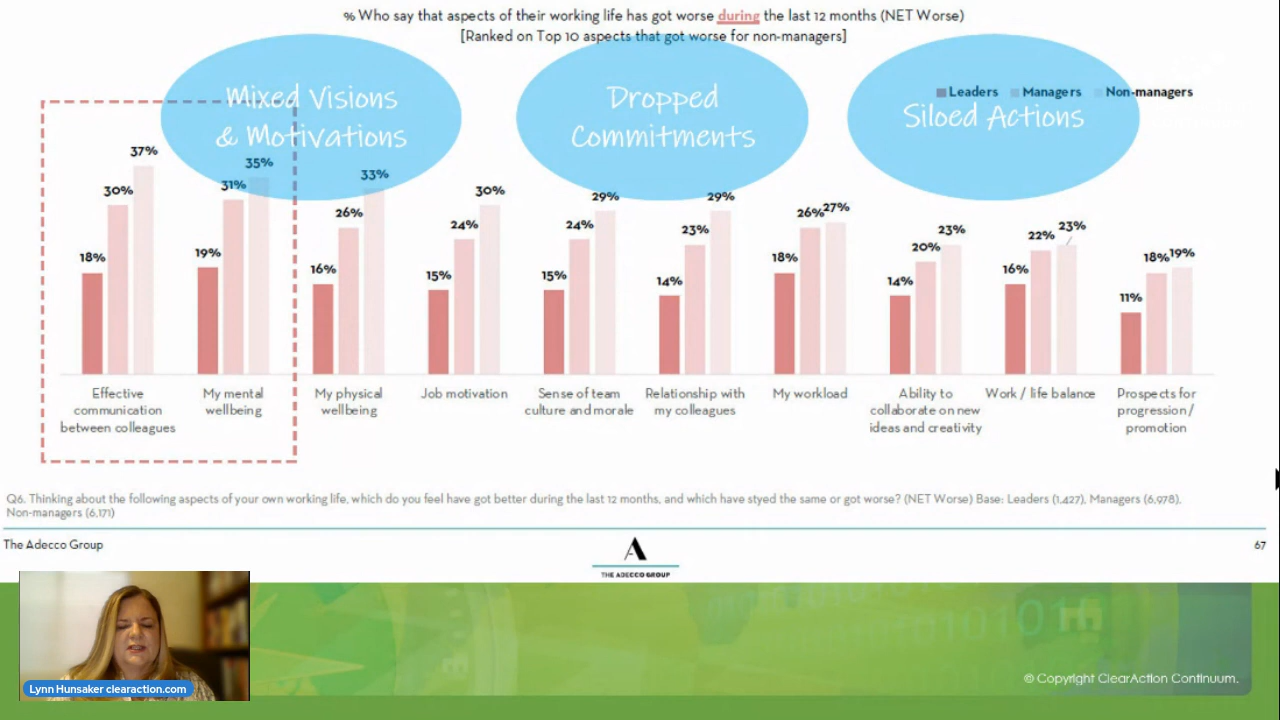 % Who say that aspects of their working life has got worse during the last 12 months (NET Worse)
[Ranked on Top 10 aspects that got worse for non-managers]
Mixed Visions
& Motivations
Dropped
Commitments
Siloed Actions
Leaders Managers Non-managers
18% 30% 37%
19% 31% 35%
16% 26% 33%
15% 24% 30%
15% 24% 29%
14% 23% 29%
18% 26% 27%
14% 20% 23%
16% 22% 23%
11% 18% 19%
Effective
communication
between colleagues
My mental
wellbeing
My physical
wellbeing
Job motivation
Sense of team
culture and morale
Relationship with
my colleagues
My workload
Ability to
collaborate on new
ideas and creativity
Work / life balance
Prospects for
progression /
promotion
Q6. Thinking about the following aspects of your own working life, which do you feel have got better during the last 12 months, and which have styed the same or got worse? (NET Worse) Base: Leaders (1,427), Managers (6,978),
Non-managers (6,171)
The Adecco Group
A
THE ADECCO GROUP
67
Lynn Hunsaker clearaction.com
© Copyright ClearAction Continuum.